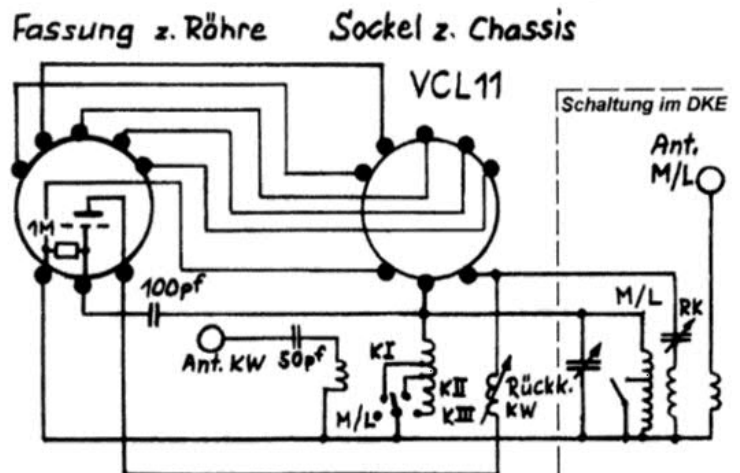 Fassung z. Röhre
Sockel z. Chassis
VCL11
Schaltung im DKE
Ant.
M/L
1M
100pf
M/L
RK
Ant. KW
50pf
KI
KII
Rückk.
KW
M/L
KIII